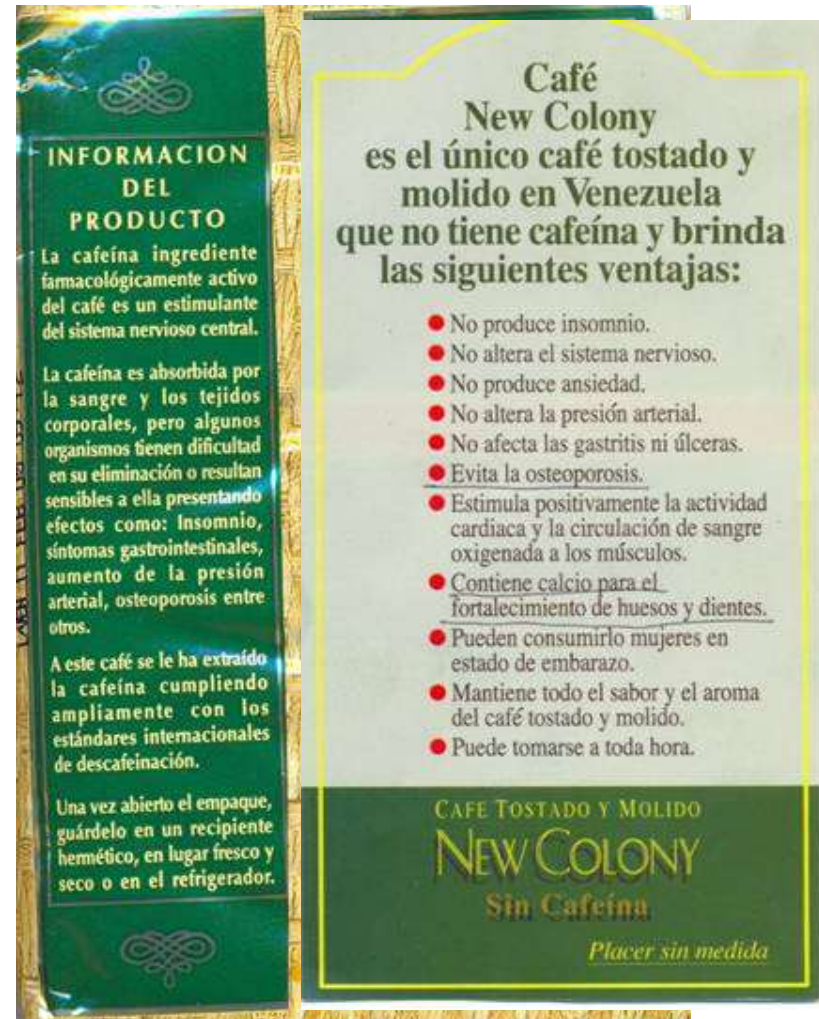 INFORMACION
DEL
PRODUCTO
La cafeína ingrediente
farmacológicamente activo
del café es un estimulante
del sistema nervioso central.
La cafeína es absorbida por
la sangre y los tejidos
corporales, pero algunos
organismos tienen dificultad
en su eliminación o resultan
sensibles a ella presentando
efectos como: Insomnio,
síntomas gastrointestinales,
aumento de la presión
arterial, osteoporosis entre
otros.
A este café se le ha extraído
la cafeína cumpliendo
ampliamente con los
estándares internacionales
de descafeinación.
Una vez abierto el empaque,
guárdelo en un recipiente
hermético, en lugar fresco y
seco o en el refrigerador.
Café
New Colony
es el único café tostado y
molido en Venezuela
que no tiene cafeína y brinda
las siguientes ventajas:
No produce insomnio.
No altera el sistema nervioso.
No produce ansiedad.
No altera la presión arterial.
No afecta las gastritis ni úlceras.
Evita la osteoporosis.
Estimula positivamente la actividad
cardiaca y la circulación de sangre
oxigenada a los músculos.
Contiene calcio para el
fortalecimiento de huesos y dientes.
Pueden consumirlo mujeres en
estado de embarazo.
Mantiene todo el sabor y el aroma
del café tostado y molido.
Puede tomarse a toda hora.
CAFE TOSTADO Y MOLIDO
NEW COLONY
Sin Cafeína
Placer sin medida